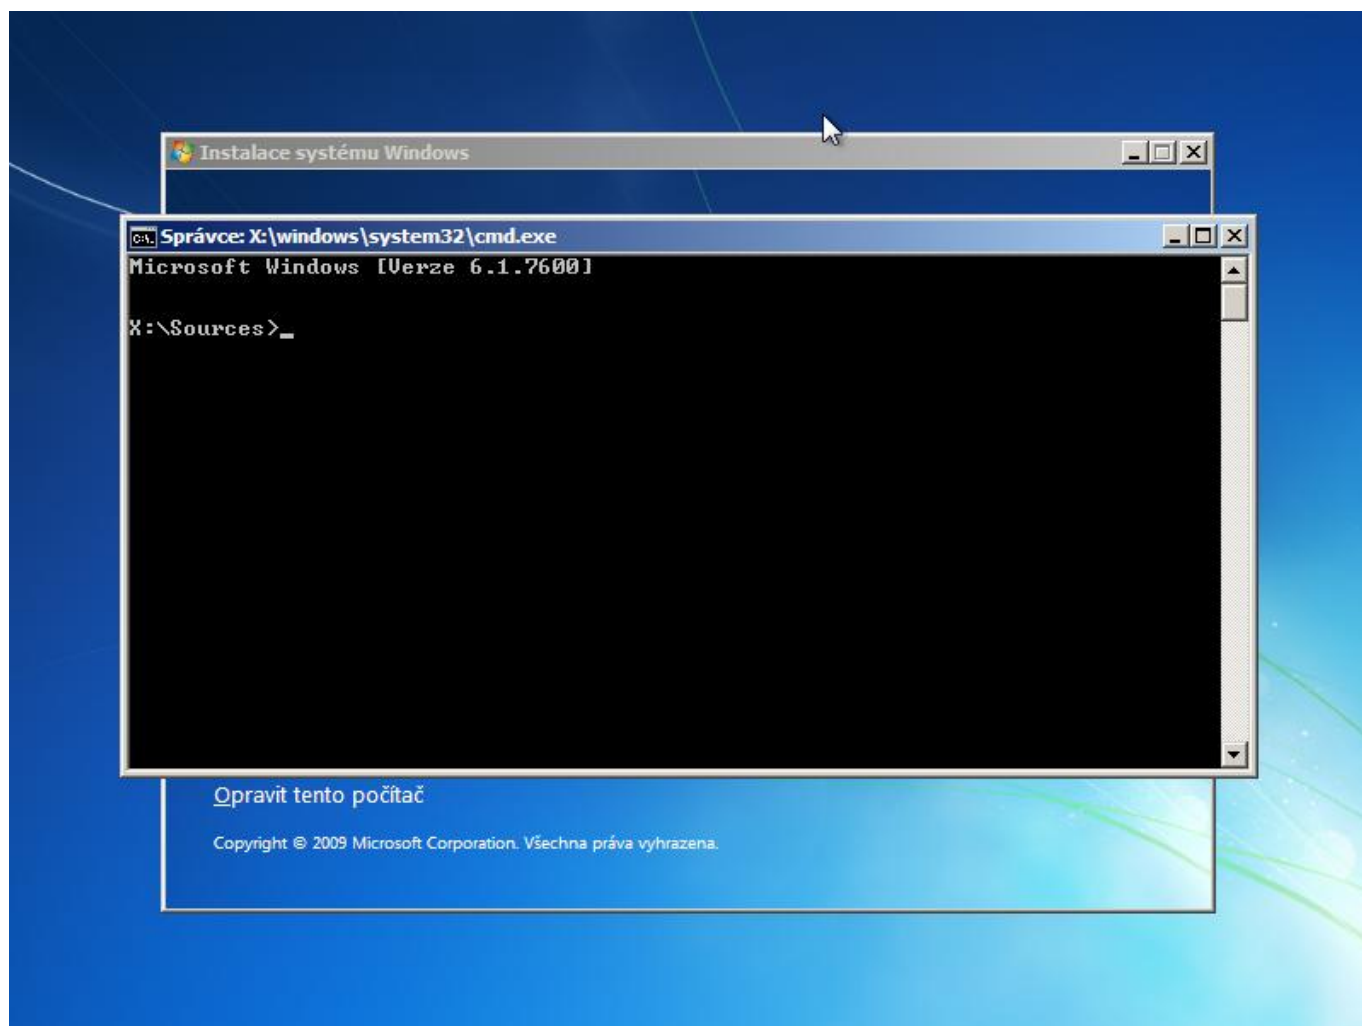 Instalace systému Windows
C:\. Správce: X:\windows\system32\cmd.exe
Microsoft Windows [Verze 6.1.7600]
X:\Sources>_
Opravit tento počítač
Copyright © 2009 Microsoft Corporation. Všechna práva vyhrazena.